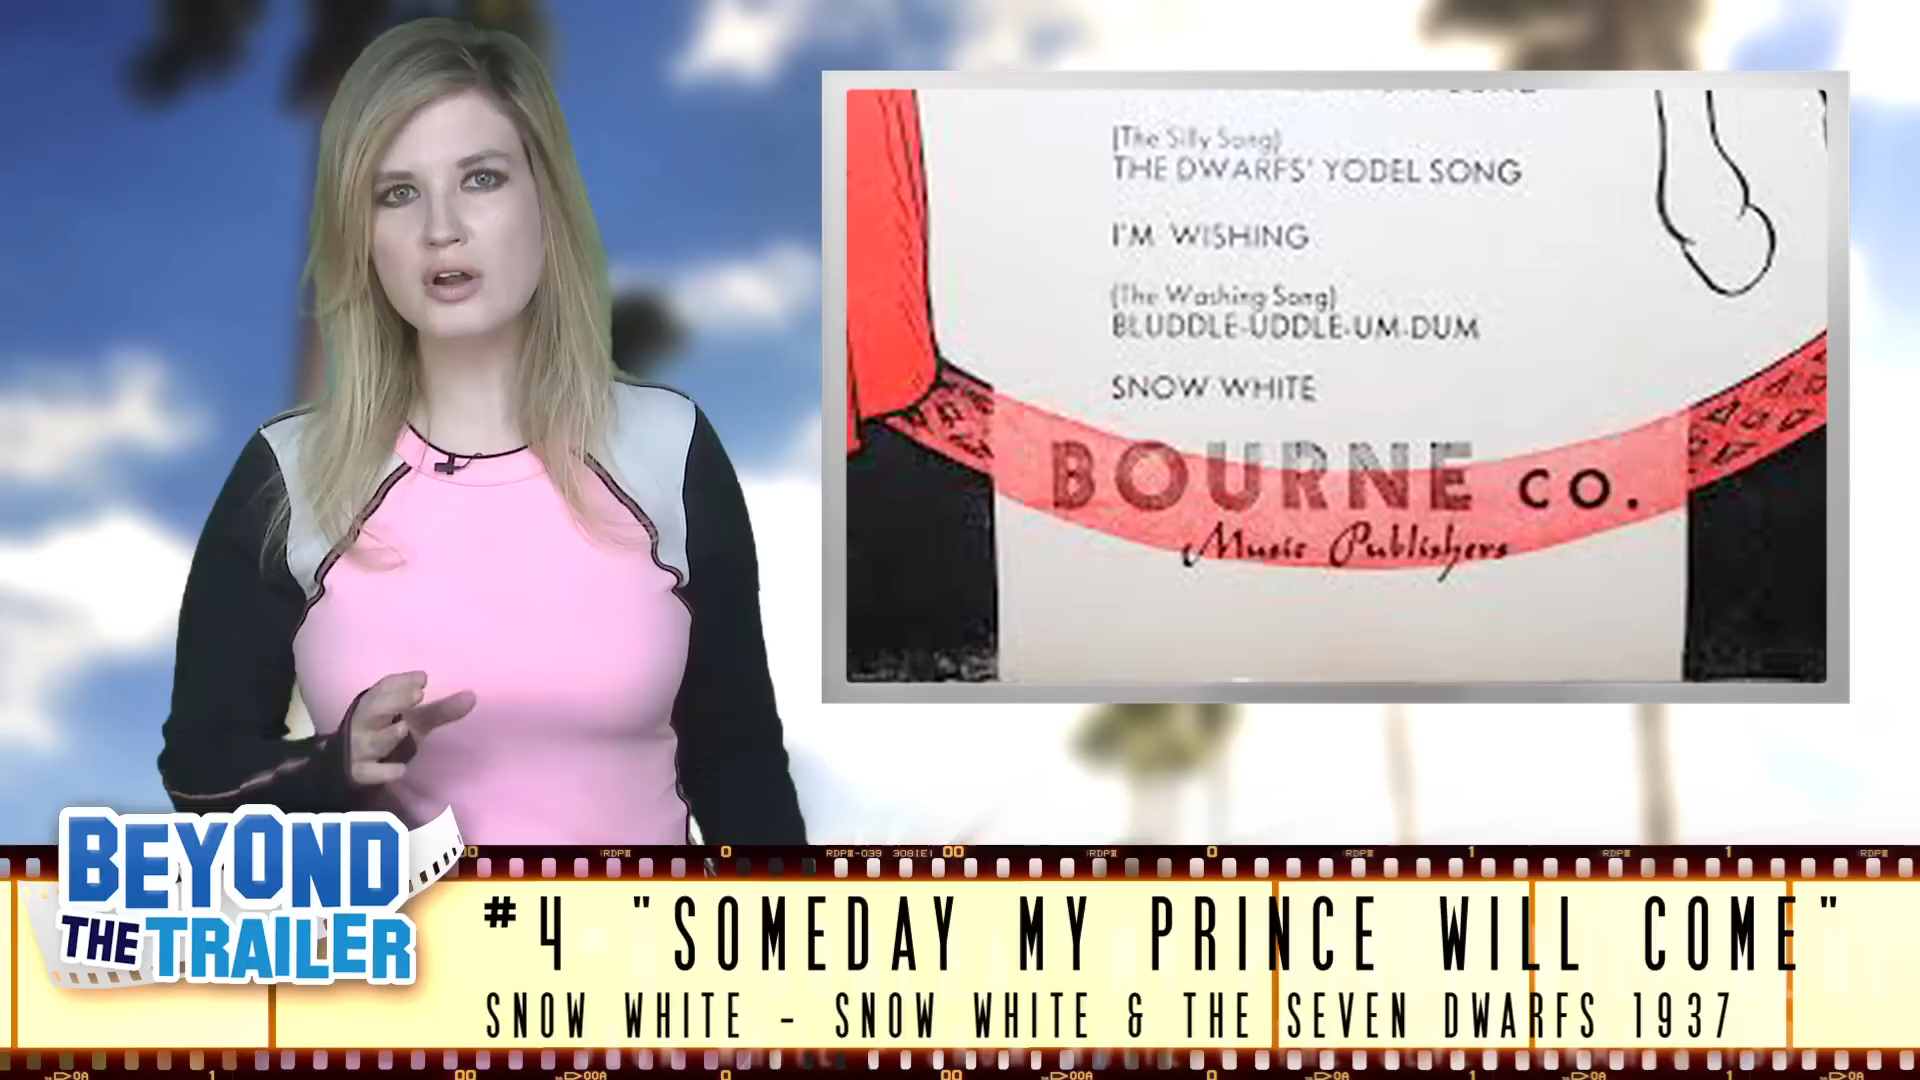 (The Silly Song)
THE DWARFS' YODEL SONG
I'M WISHING
(The Washing Song)
BLUDDLE-UDDLE-UM-DUM
SNOW WHITE
BOURNE CO.
Music Publishers
BEYOND
THE TRAILER
#4 "SOMEDAY MY PRINCE WILL COME"
SNOW WHITE - SNOW WHITE & THE SEVEN DWARFS 1937